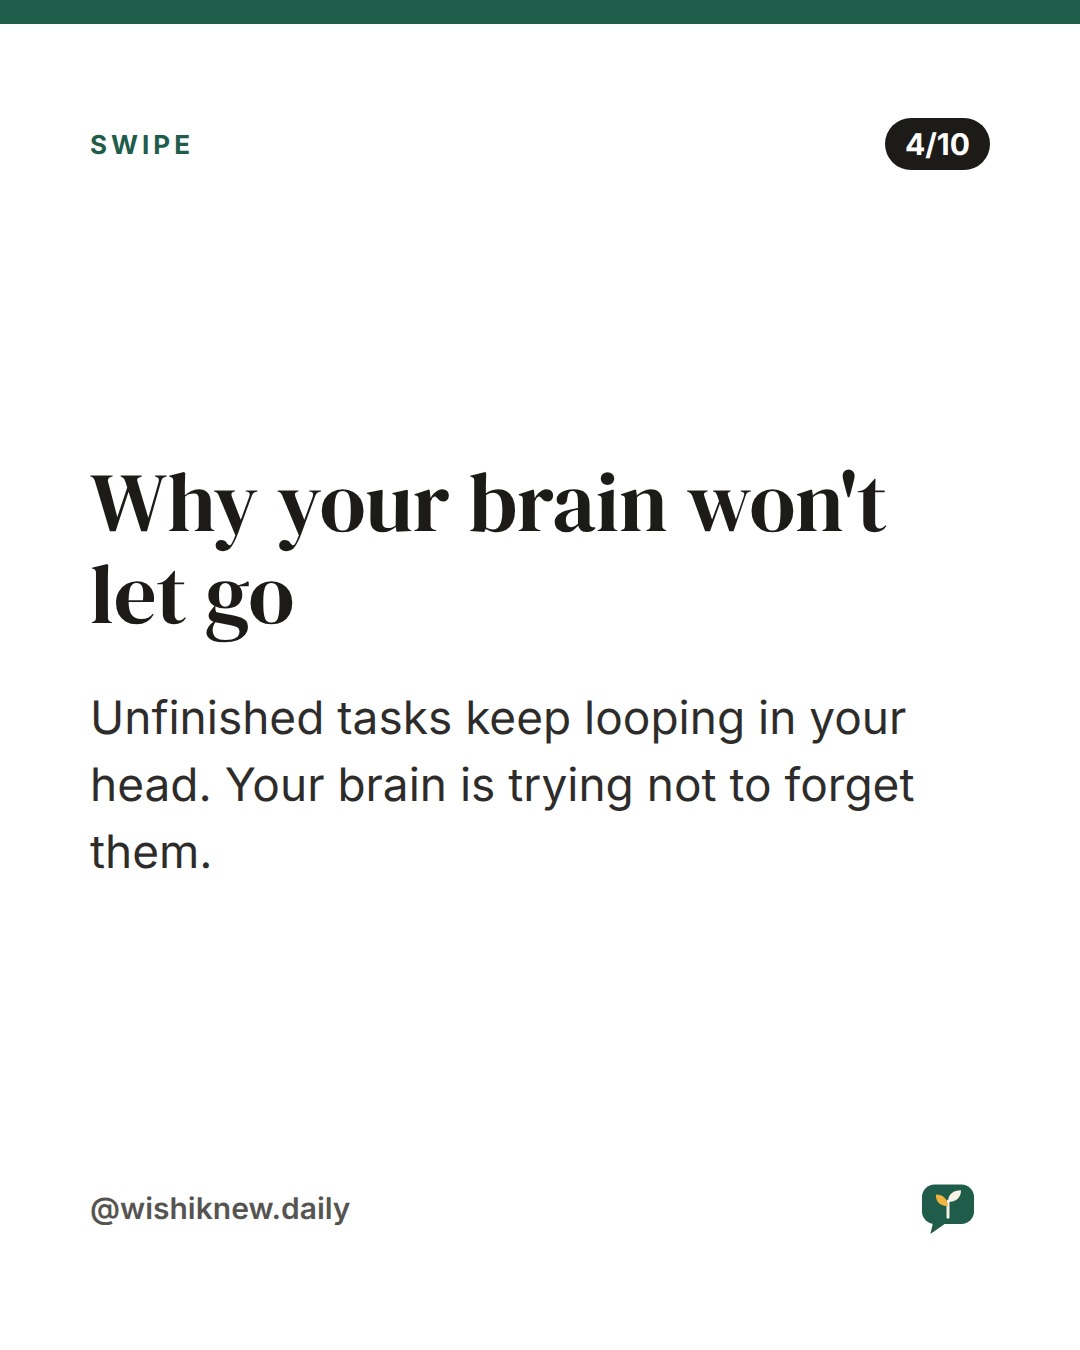 SWIPE
4/10
Why your brain won't
let go
Unfinished tasks keep looping in your
head. Your brain is trying not to forget
them.
@wishiknew.daily